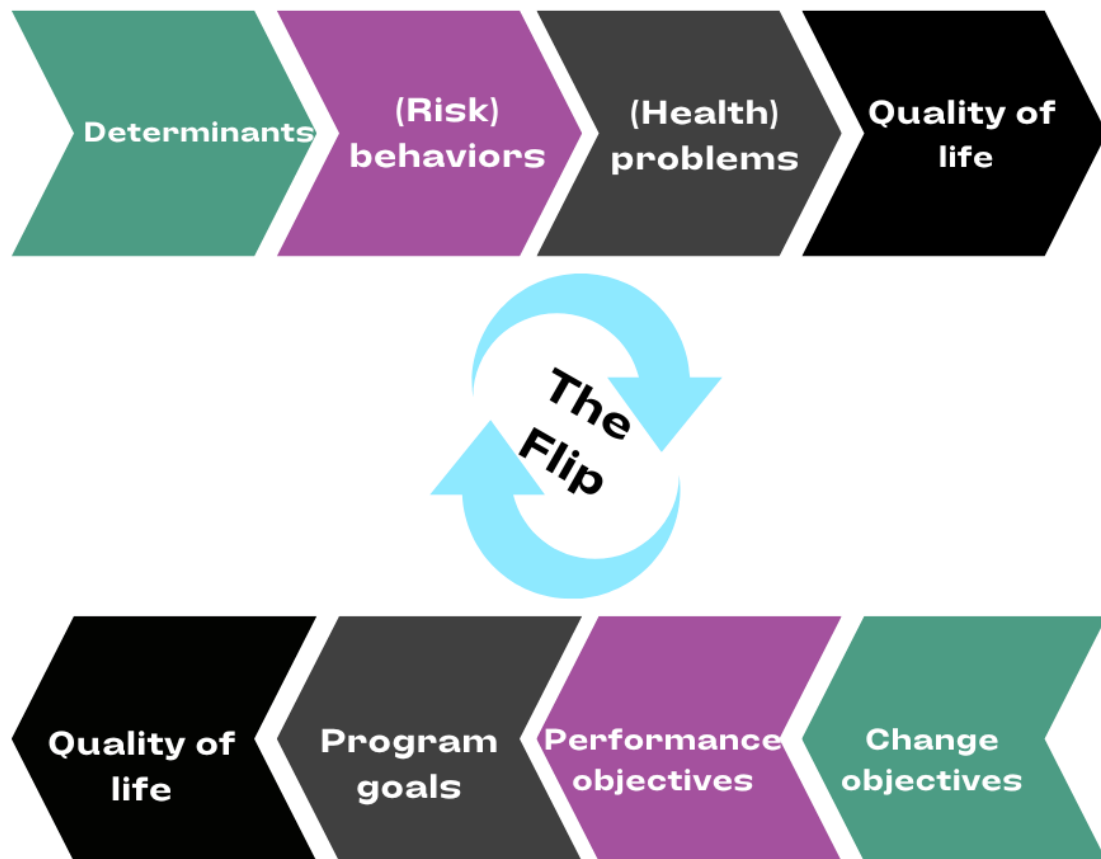 Determinants
(Risk)
behaviors
(Health)
problems
Quality of
life
The
Flip
Quality of
life
Program
goals
Performance
objectives
Change
objectives